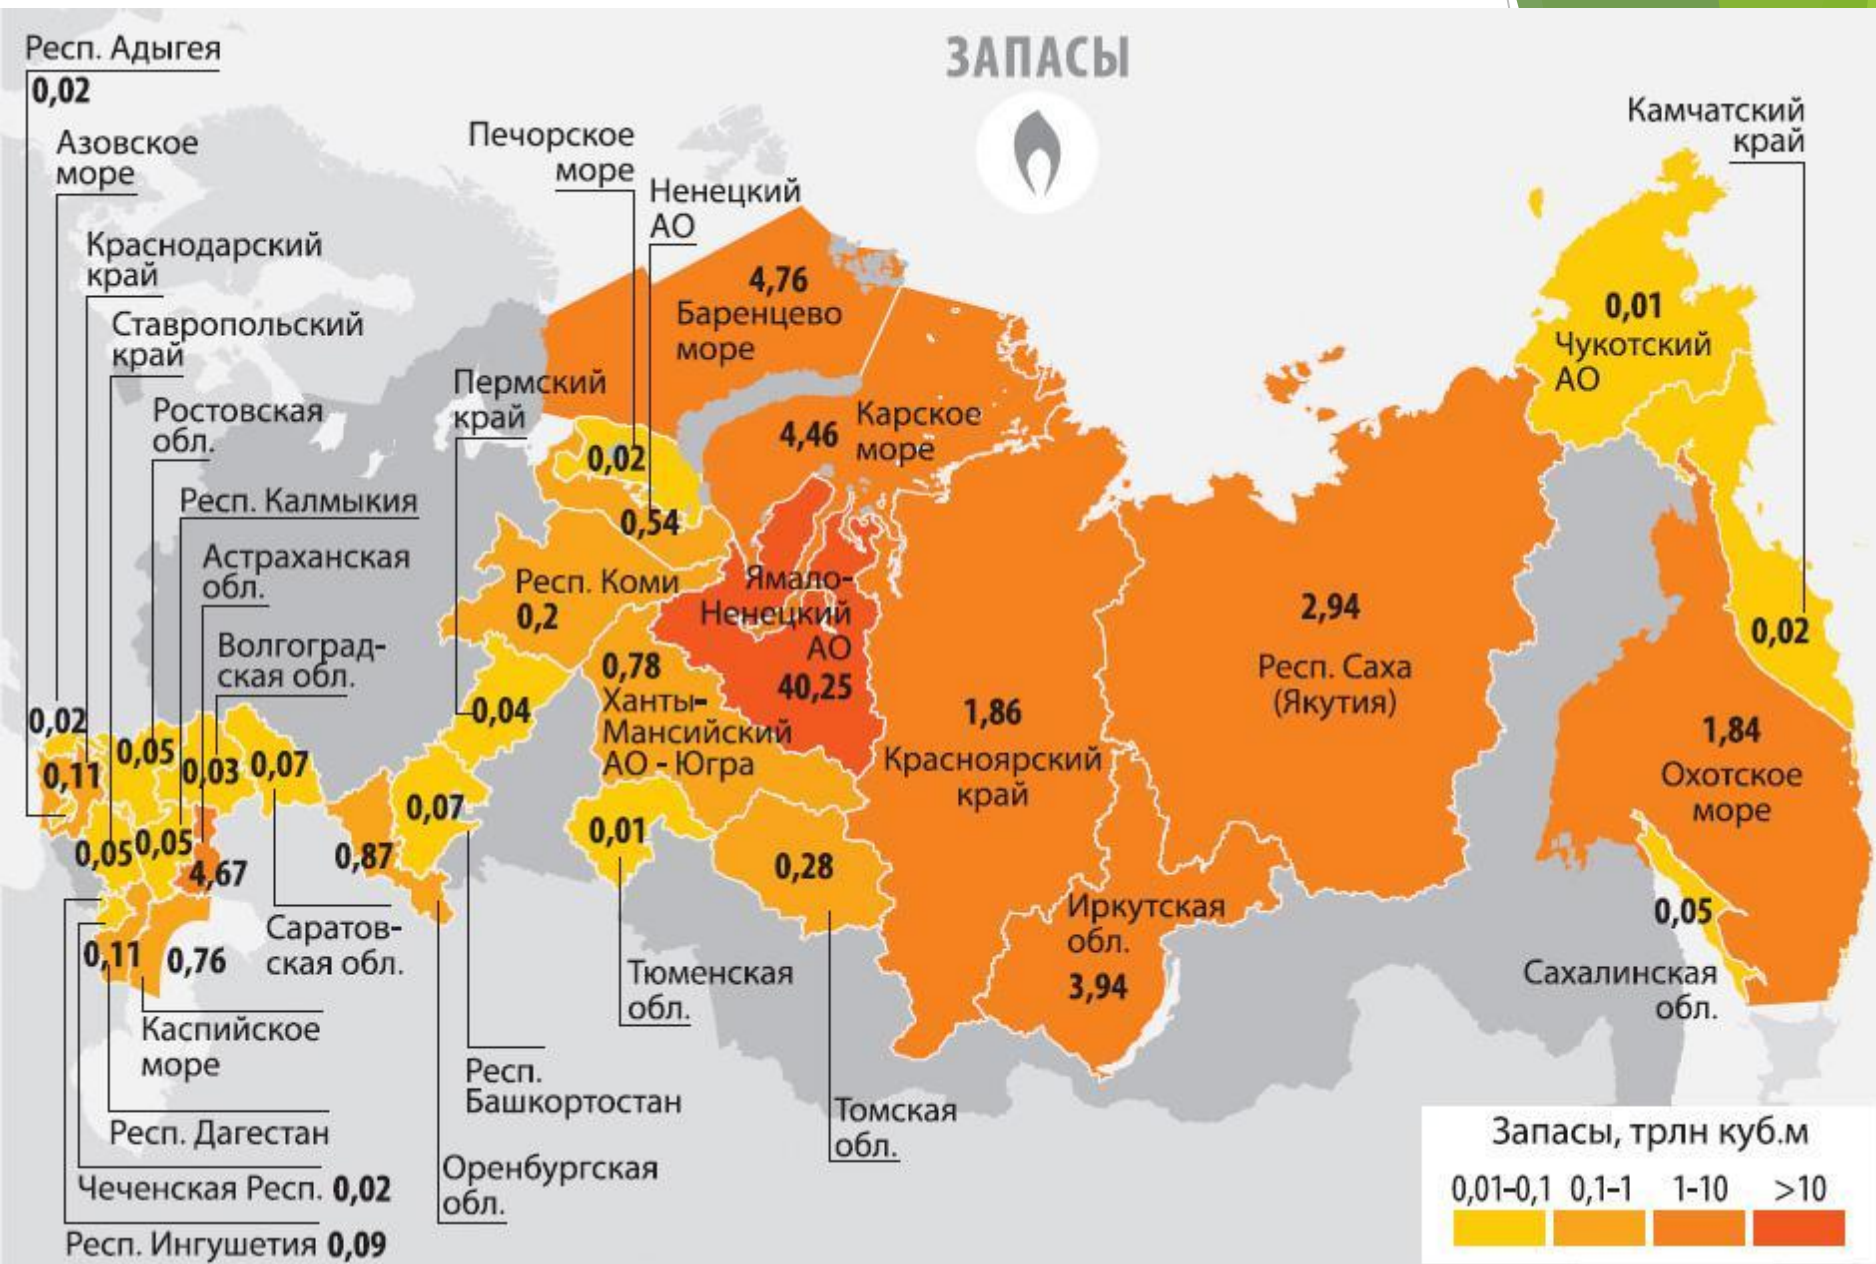 ЗАПАСЫ
Респ. Адыгея
0,02
Азовское
море
Краснодарский
край
Ставропольский
край
Ростовская
обл.
Респ. Калмыкия
Астраханская
обл.
Волгоград-
ская обл.
Печорское
море
Ненецкий
АО
Пермский
край
4,76
Баренцево
море
4,46
Карское
море
0,02
0,54
Респ. Коми
0,2
Ямало-
Ненецкий
АО
40,25
0,78
Ханты-
Мансийский
АО - Югра
0,04
0,02
0,11
0,05
0,03
0,07
0,05
0,05
4,67
0,87
0,07
0,01
0,28
0,11
0,76
Саратов-
ская обл.
Каспийское
море
Респ. Дагестан
Чеченская Респ. 0,02
Респ. Ингушетия 0,09
Оренбургская
обл.
Респ.
Башкортостан
Тюменская
обл.
Томская
обл.
1,86
Красноярский
край
Иркутская
обл.
3,94
2,94
Респ. Саха
(Якутия)
Камчатский
край
0,01
Чукотский
АО
0,02
1,84
Охотское
море
0,05
Сахалинская
обл.
Запасы, трлн куб.м
0,01-0,1 0,1-1 1-10 >10